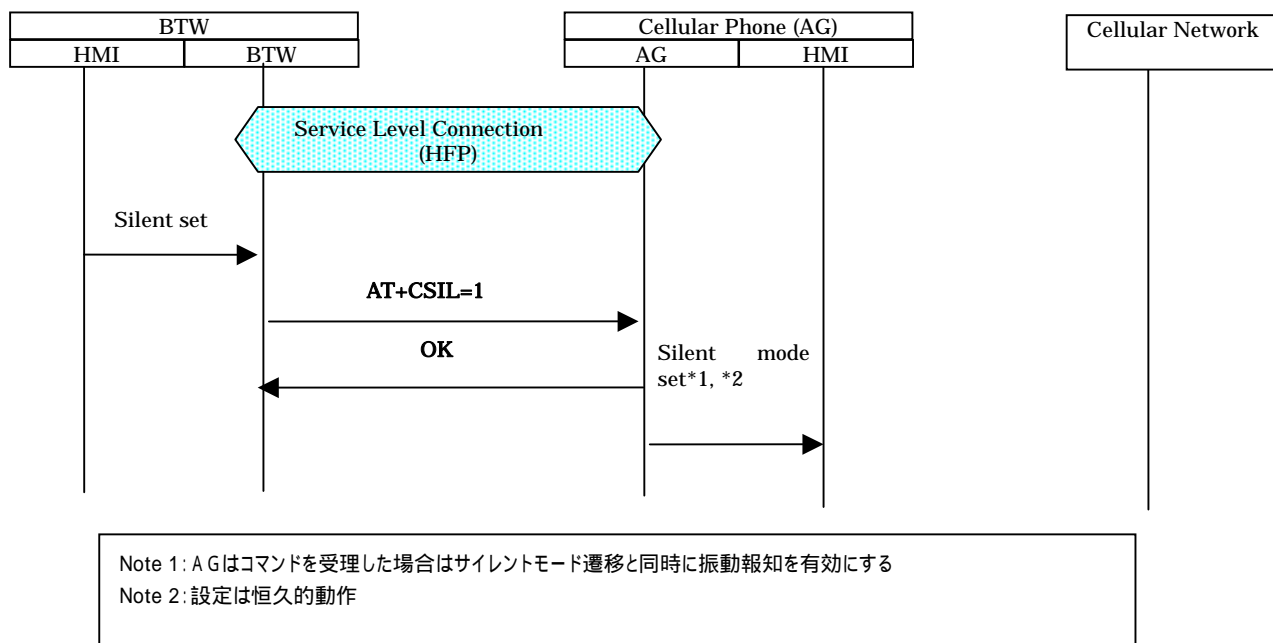 BTW
Cellular Phone (AG)
Cellular Network
HMI
BTW
AG
HMI
Service Level Connection
(HFP)
Silent set
AT+CSIL=1
OK
Silent mode
set*1, *2
Note 1：ＡＧはコマンドを受理した場合はサイレントモード遷移と同時に振動報知を有効にする
Note 2：設定は恒久的動作